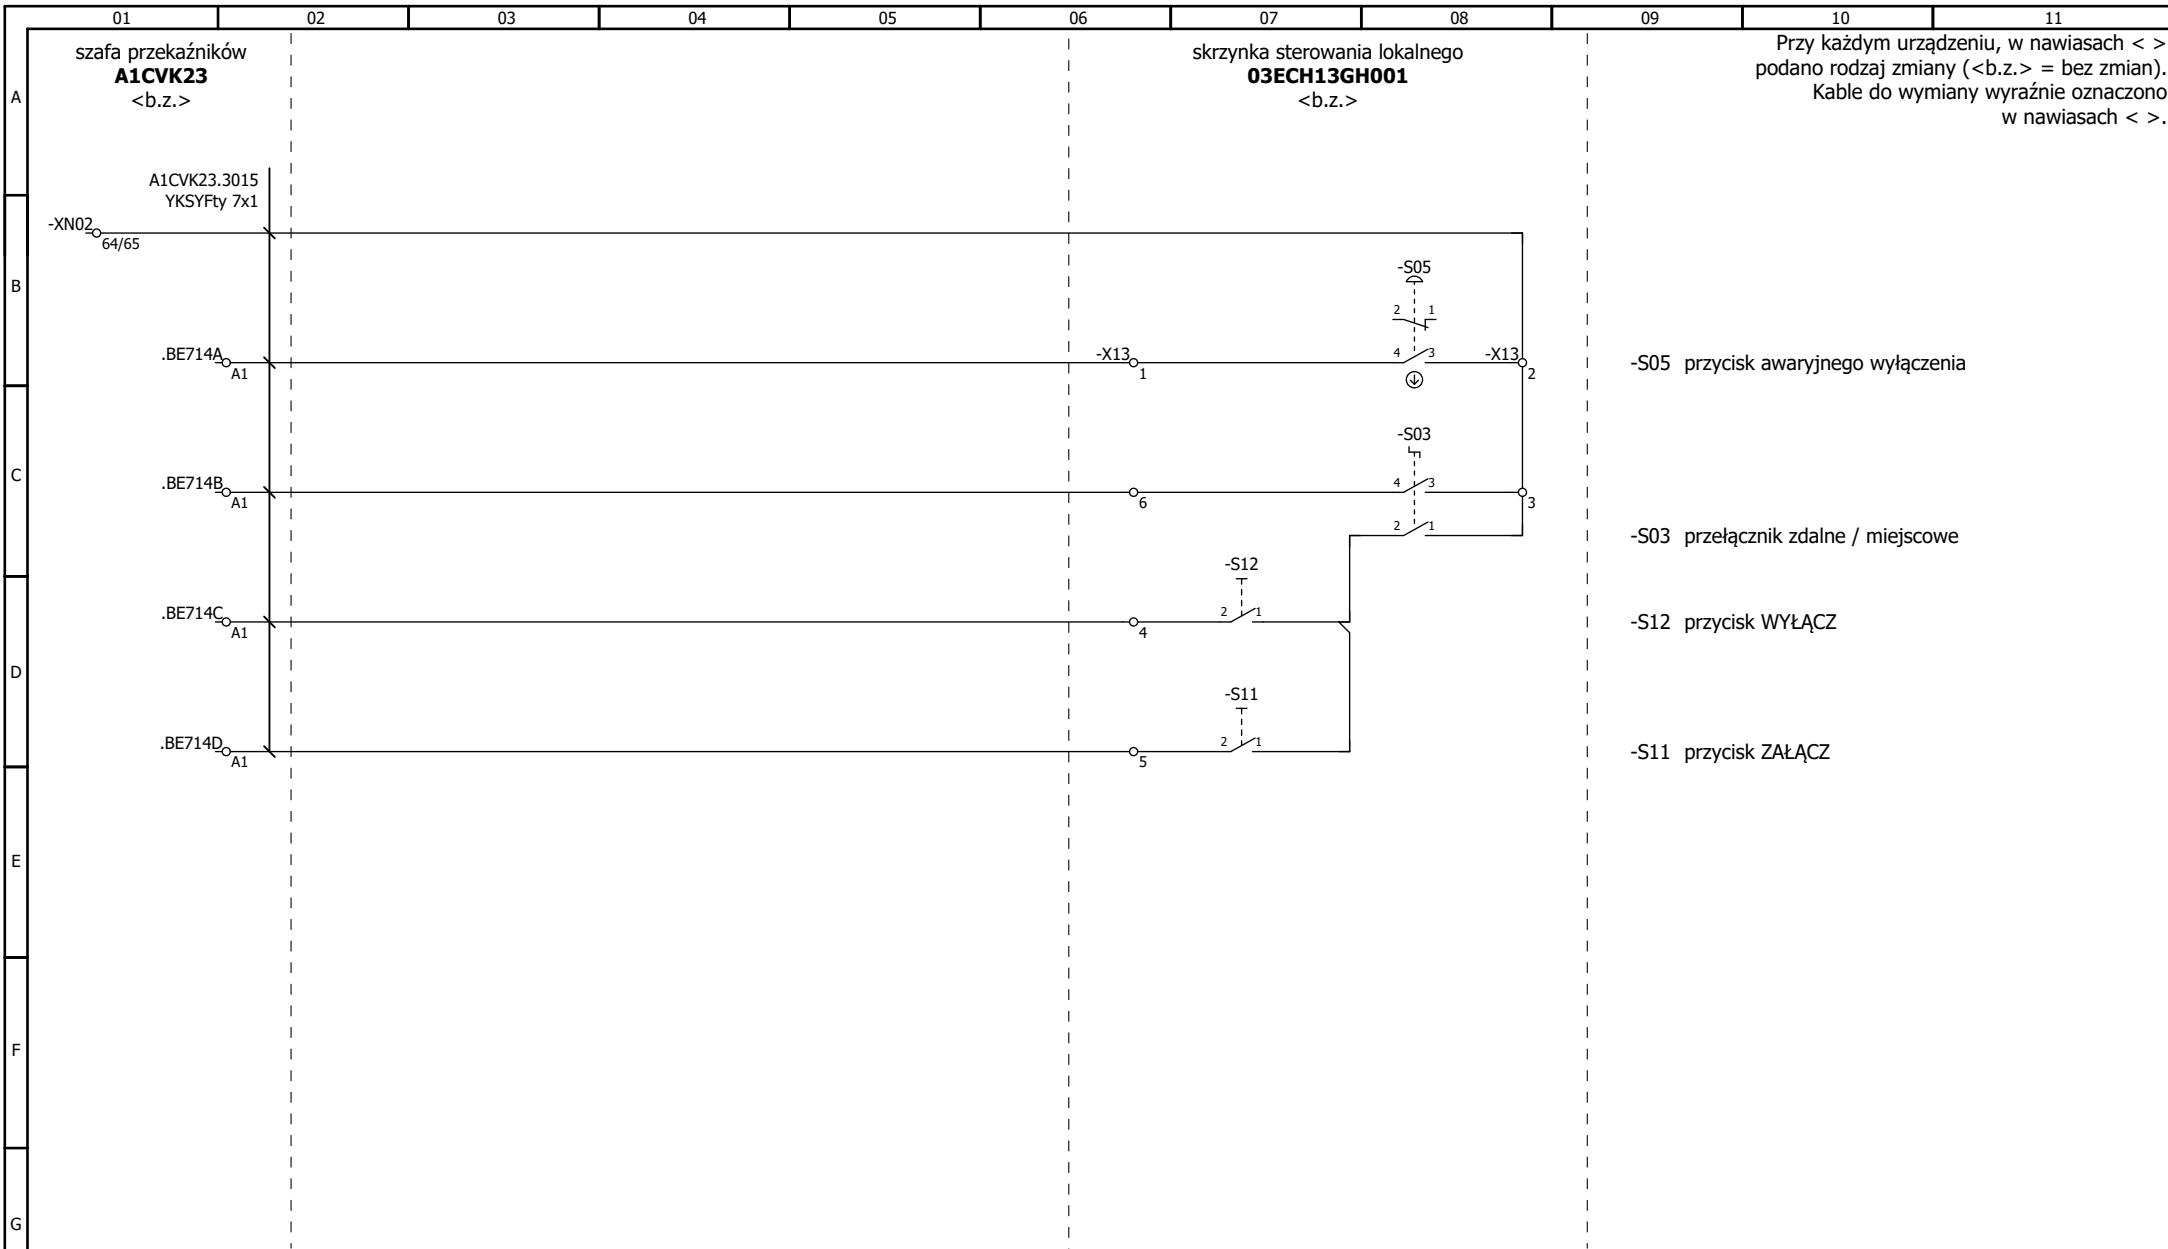 01 02 03 04 05 06 07 08 09 10 11
A
B
C
D
E
F
G
szafa przekaźników
A1CVK23
<b.z.>
skrzynka sterowania lokalnego
03ECH13GH001
<b.z.>
Przy każdym urządzeniu, w nawiasach < >
podano rodzaj zmiany (<b.z.> = bez zmian).
Kable do wymiany wyraźnie oznaczono
w nawiasach < >.
A1CVK23.3015
YKSYFty 7x1
-XN02
64/65
-S05
2 1
.BE714A
A1
-X13
1
4 3
-X13
2
-S05 przycisk awaryjnego wyłączenia
-S03
.BE714B
A1
6
4 3
3
2 1
-S03 przełącznik zdalne / miejscowe
-S12
.BE714C
A1
4
2 1
-S12 przycisk WYŁĄCZ
-S11
.BE714D
A1
5
2 1
-S11 przycisk ZAŁĄCZ